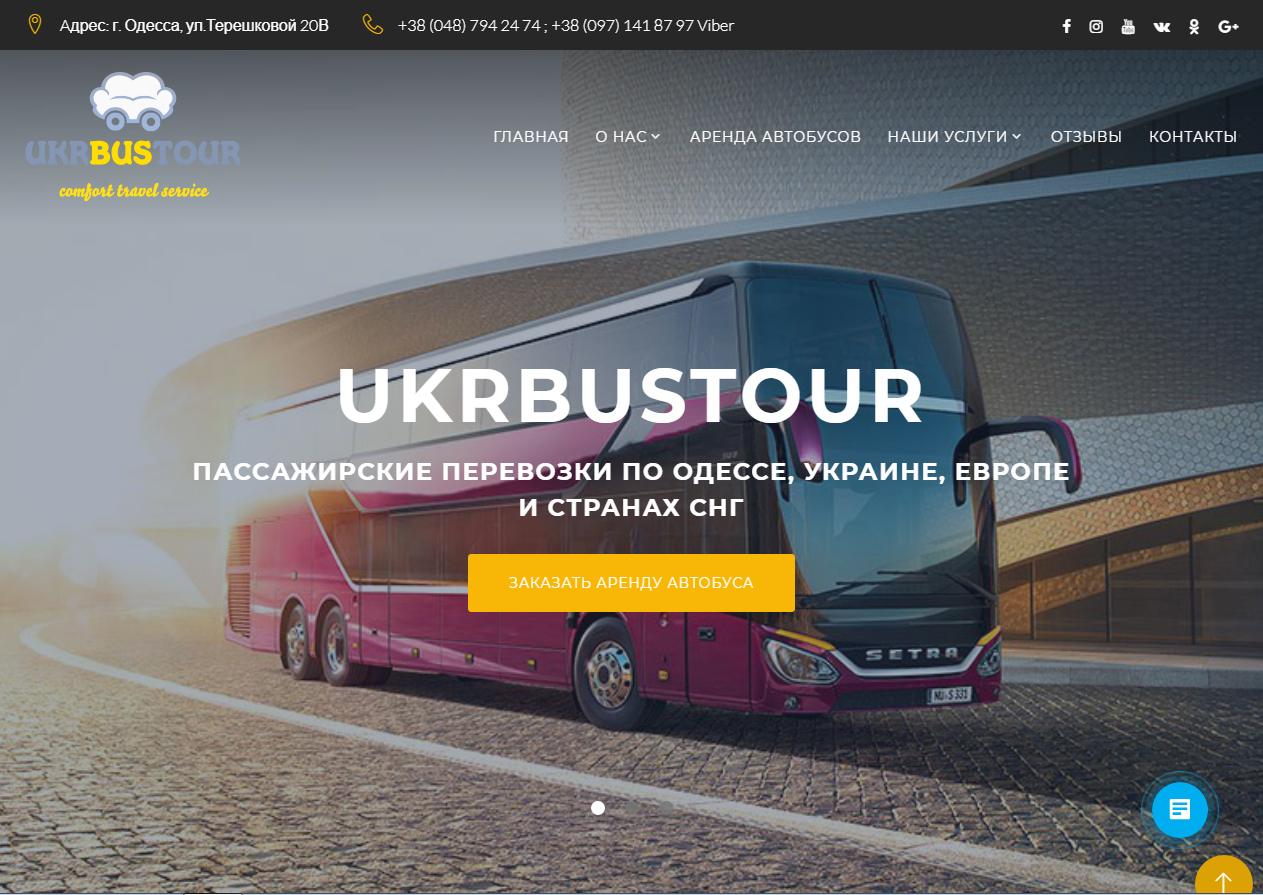 Адрес: г. Одесса, ул.Терешковой 20В
+38 (048) 794 24 74 ; +38 (097) 141 87 97 Viber
UKRBUSTOUR
comfort travel service
ГЛАВНАЯ О НАС АРЕНДА АВТОБУСОВ НАШИ УСЛУГИ ОТЗЫВЫ КОНТАКТЫ
UKRBUSTOUR
ПАССАЖИРСКИЕ ПЕРЕВОЗКИ ПО ОДЕССЕ, УКРАИНЕ, ЕВРОПЕ
И СТРАНАХ СНГ
ЗАКАЗАТЬ АРЕНДУ АВТОБУСА
SETRA
NU·S 331